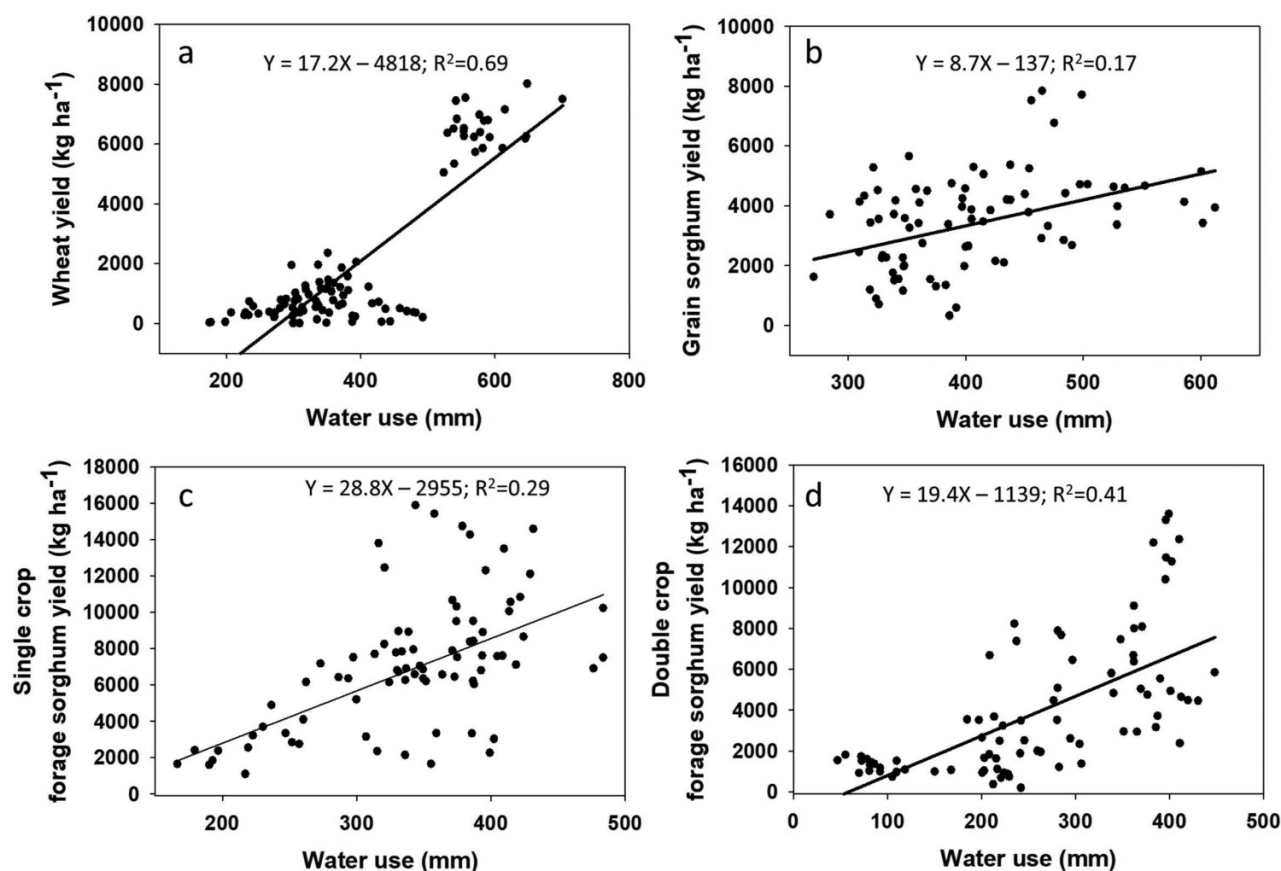 a
Y = 17.2X – 4818; R²=0.69
Wheat yield (kg ha⁻¹)
10000
8000
6000
4000
2000
0
200 400 600 800
Water use (mm)
b
Y = 8.7X – 137; R²=0.17
Grain sorghum yield (kg ha⁻¹)
10000
8000
6000
4000
2000
0
300 400 500 600
Water use (mm)
c
Y = 28.8X – 2955; R²=0.29
Single crop
forage sorghum yield (kg ha⁻¹)
18000
16000
14000
12000
10000
8000
6000
4000
2000
0
200 300 400 500
Water use (mm)
d
Y = 19.4X – 1139; R²=0.41
Double crop
forage sorghum yield (kg ha⁻¹)
16000
14000
12000
10000
8000
6000
4000
2000
0
0 100 200 300 400 500
Water use (mm)